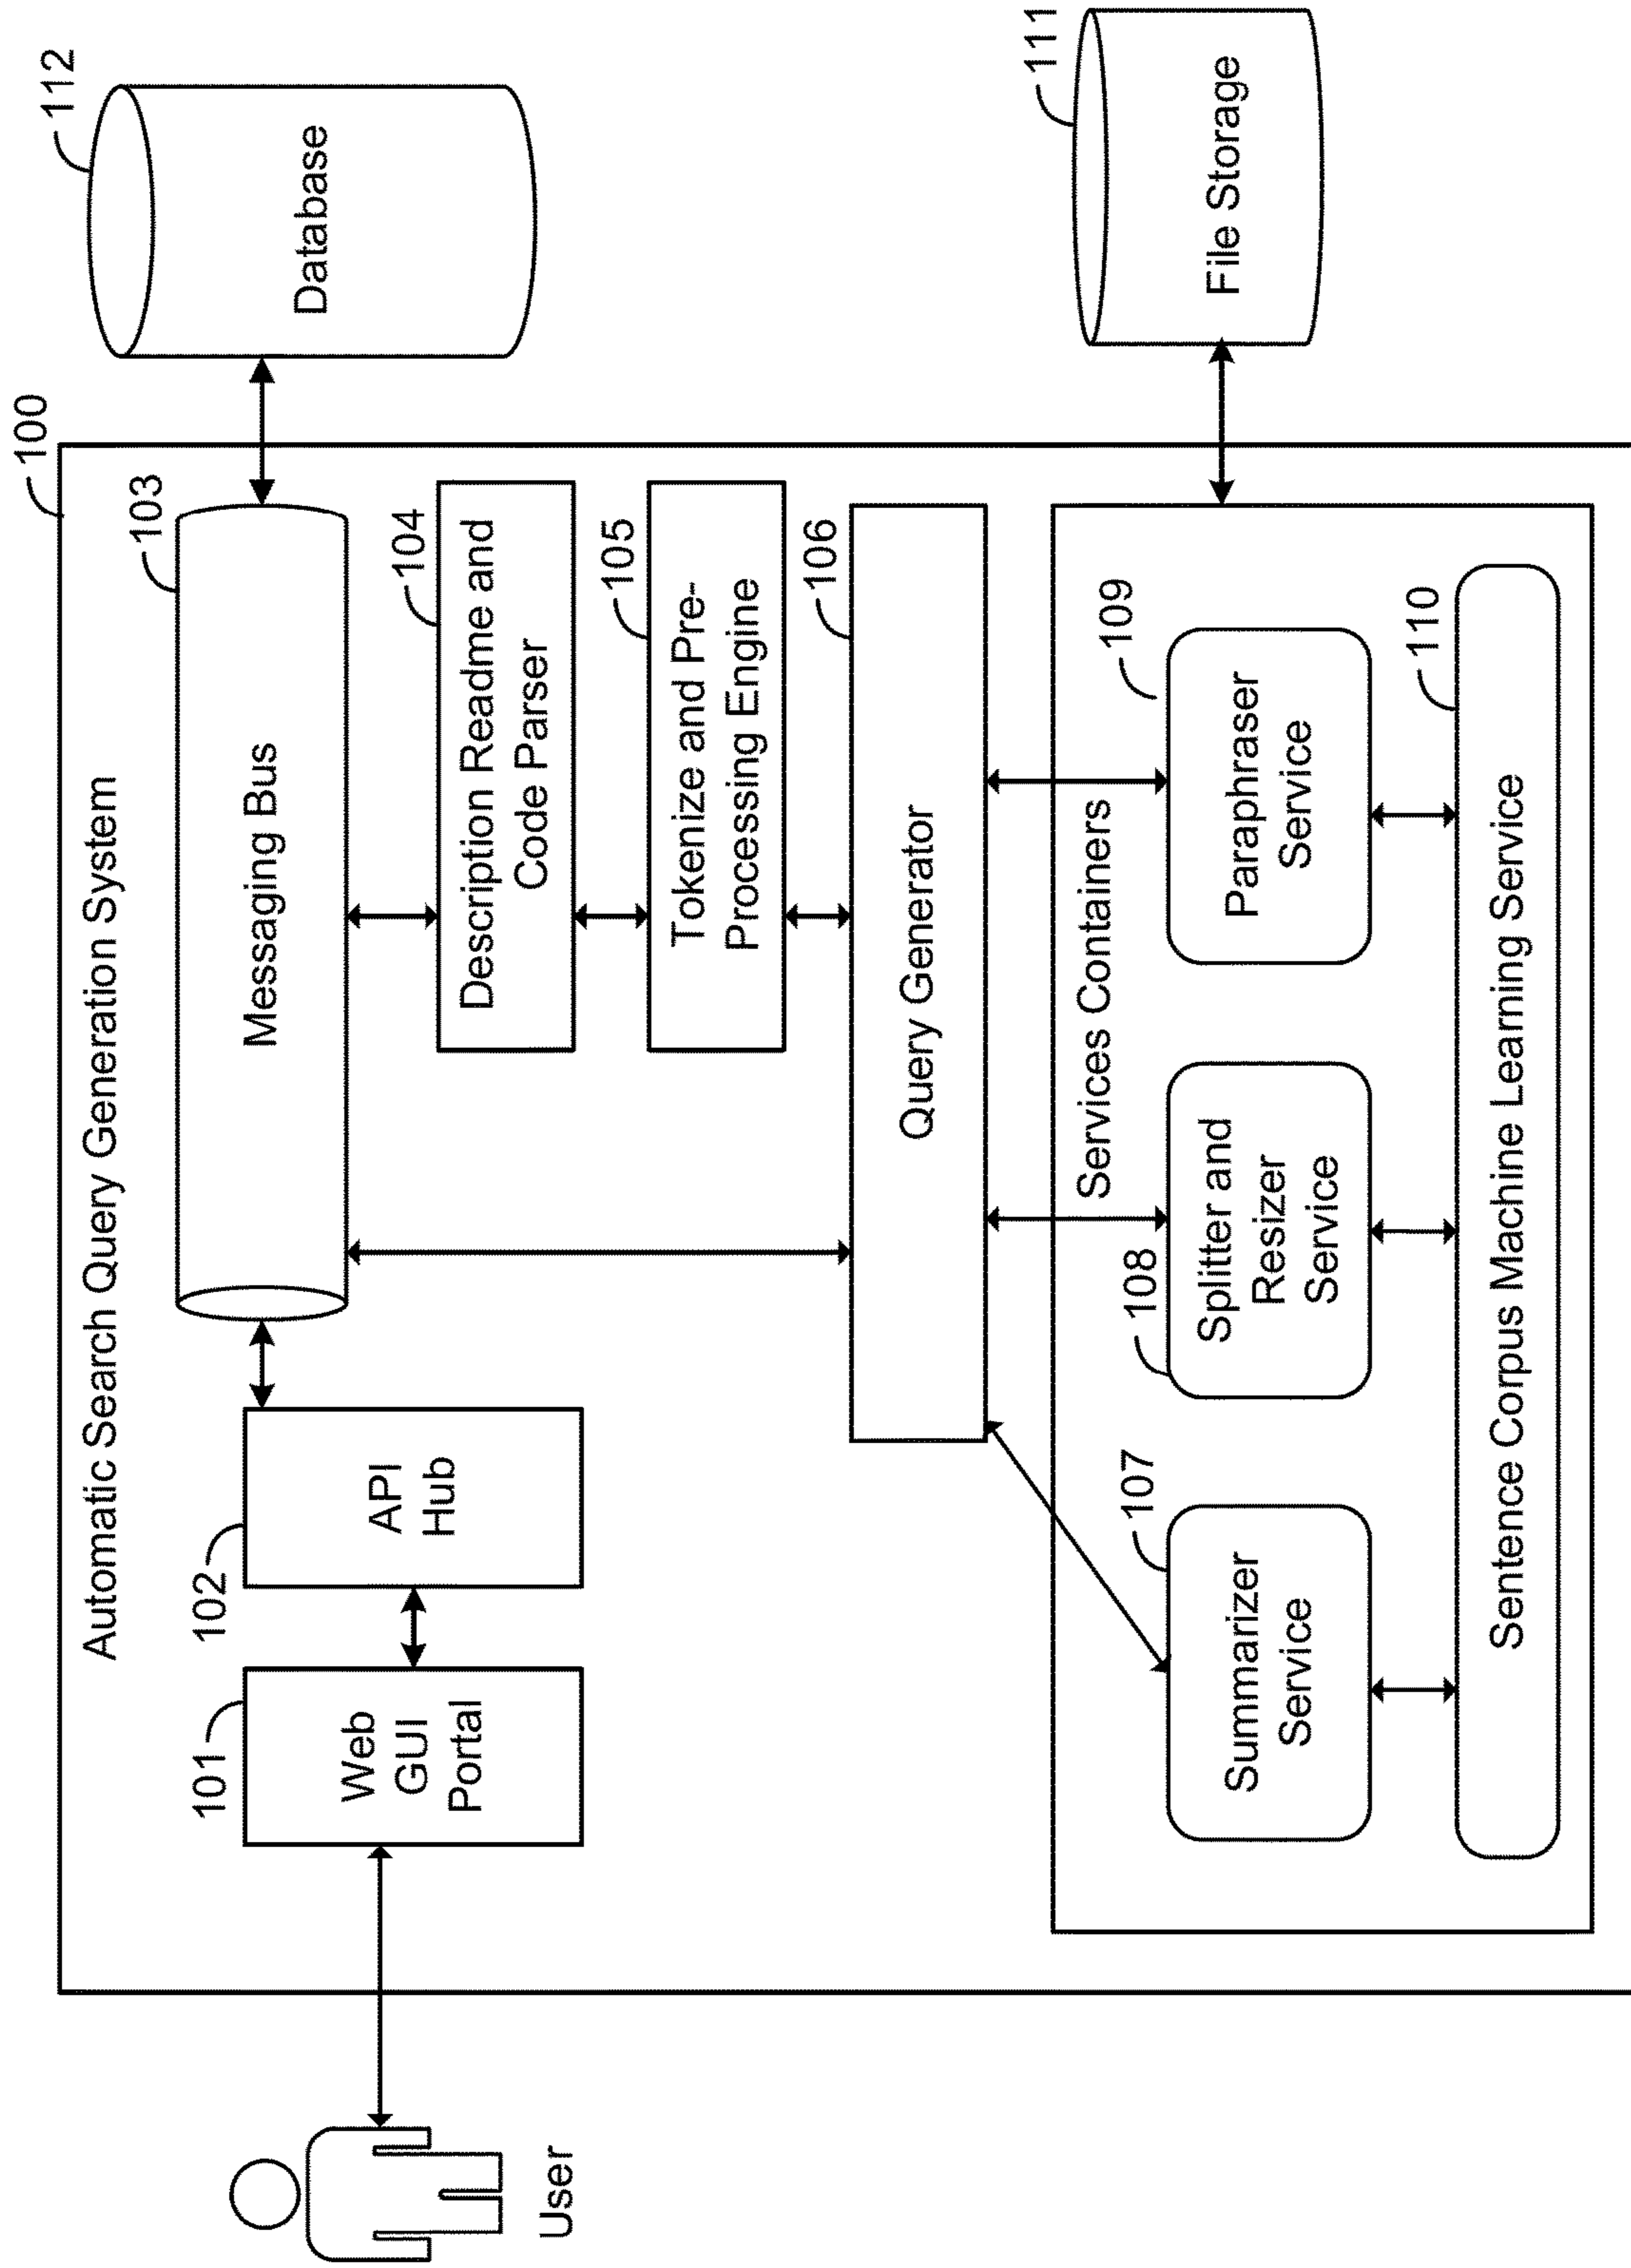 100
Automatic Search Query Generation System
112
Database
103
Messaging Bus
102
API
Hub
101
Web
GUI
Portal
User
104
Description Readme and
Code Parser
105
Tokenize and Pre-
Processing Engine
106
Query Generator
Services Containers
107
Summarizer
Service
108
Splitter and
Resizer
Service
109
Paraphraser
Service
110
Sentence Corpus Machine Learning Service
111
File Storage